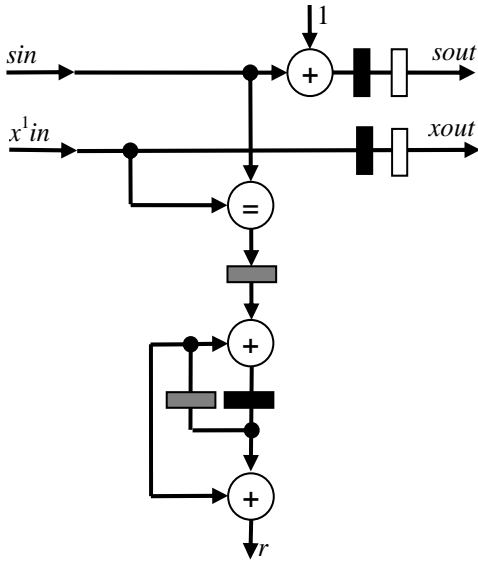 1
sin
+
sout
x¹in
xout
=
+
+
r